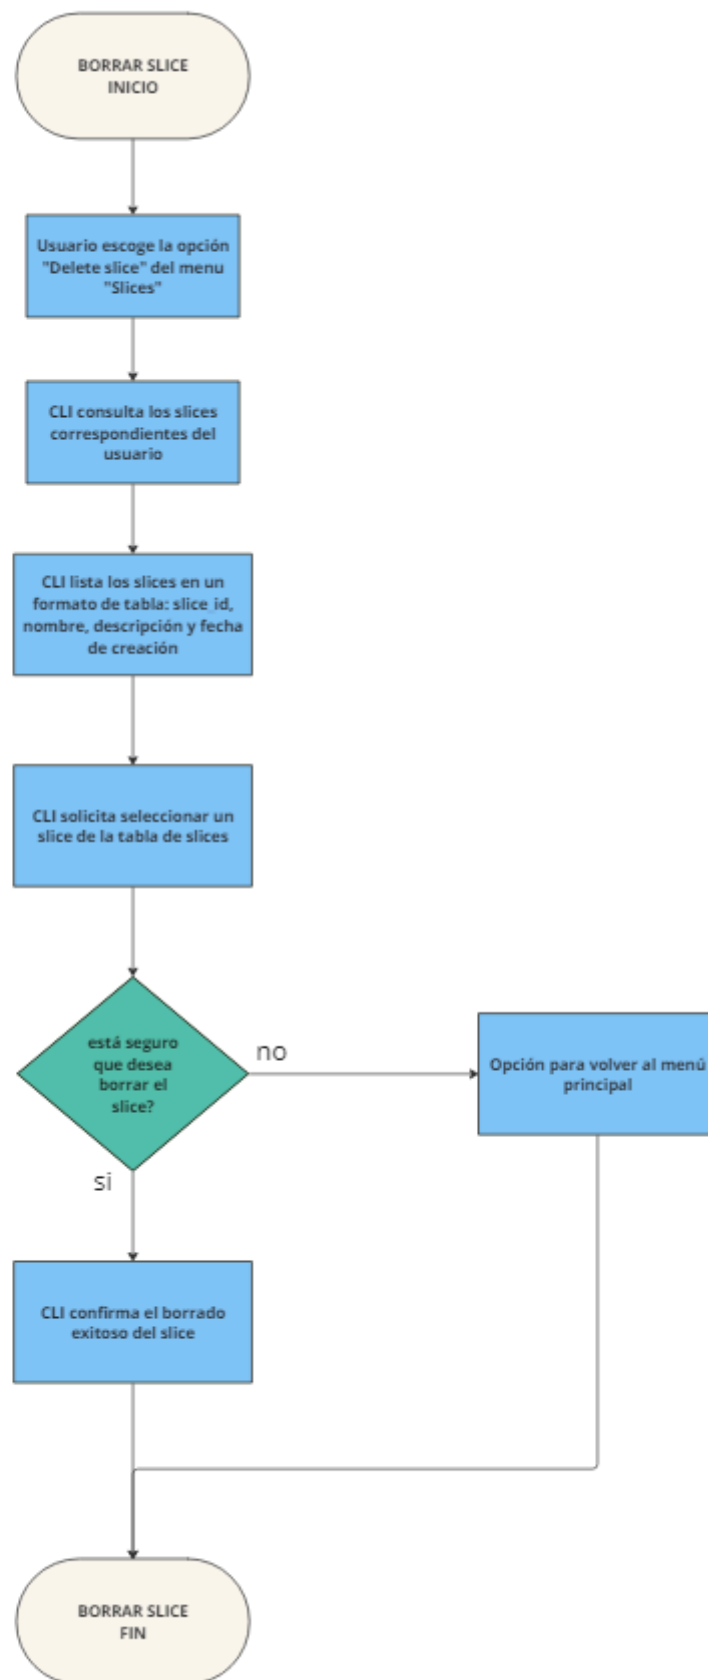 BORRAR SLICE
INICIO
Usuario escoge la opción
"Delete slice" del menu
"Slices"
CLI consulta los slices
correspondientes del
usuario
CLI lista los slices en un
formato de tabla: slice_id,
nombre, descripción y fecha
de creación
CLI solicita seleccionar un
slice de la tabla de slices
está seguro
que desea
borrar el
slice?
no
Opción para volver al menú
principal
si
CLI confirma el borrado
exitoso del slice
BORRAR SLICE
FIN